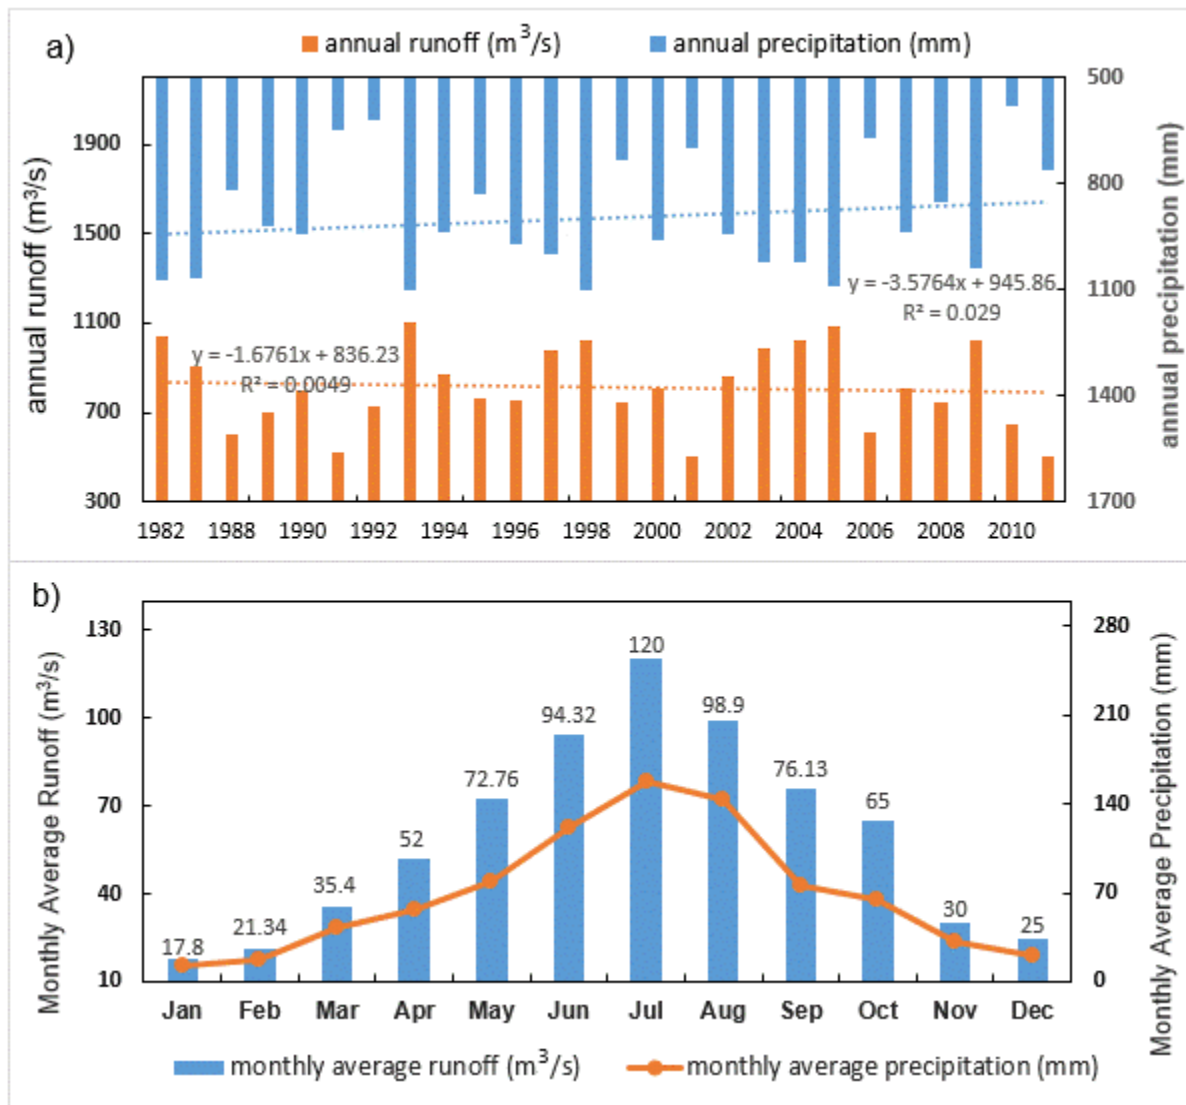 a)
annual runoff (m³/s) annual precipitation (mm)
annual runoff (m³/s)
1900
1500
1100
700
300
500
800
1100
1400
1700
annual precipitation (mm)
y = -3.5764x + 945.86
R² = 0.029
y = -1.6761x + 836.23
R² = 0.0049
1982 1988 1990 1992 1994 1996 1998 2000 2002 2004 2006 2008 2010
b)
Monthly Average Runoff (m³/s)
130
100
70
40
10
280
210
140
70
0
Monthly Average Precipitation (mm)
17.8 21.34 35.4 52 72.76 94.32 120 98.9 76.13 65 30 25
Jan Feb Mar Apr May Jun Jul Aug Sep Oct Nov Dec
monthly average runoff (m³/s) monthly average precipitation (mm)